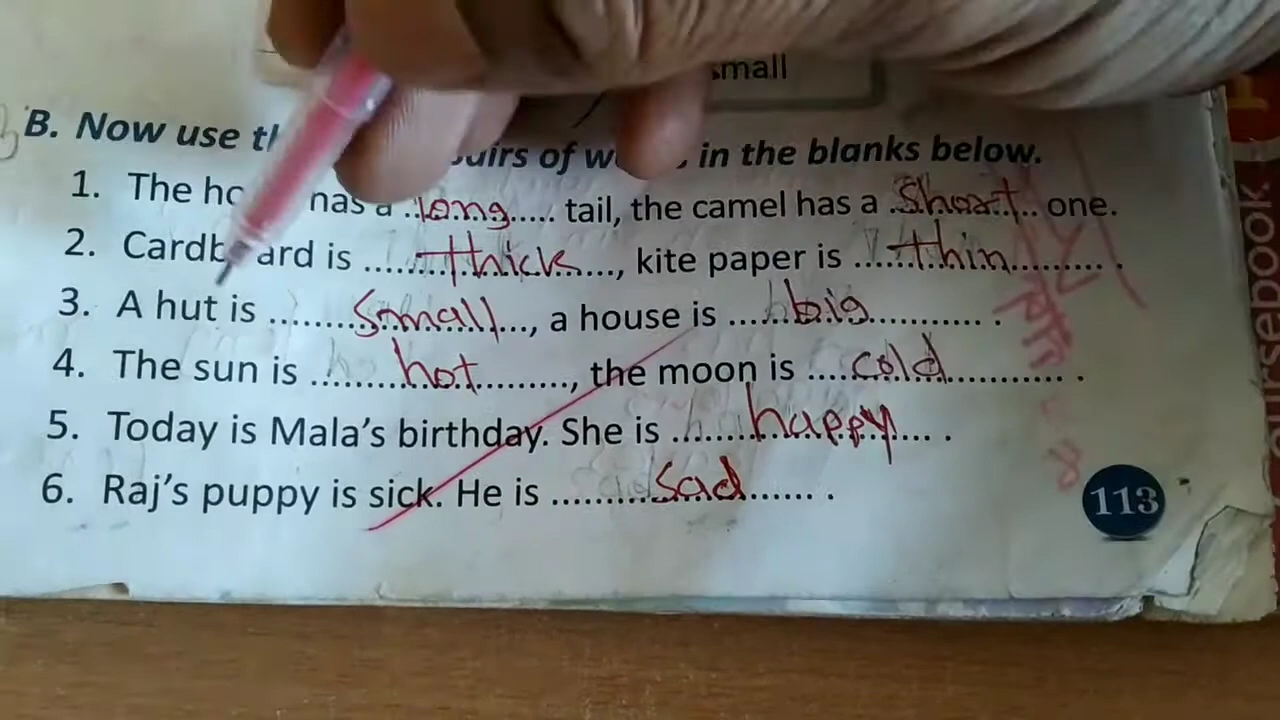 small
B. Now use th pairs of w in the blanks below.
1. The ho has a ..long..... tail, the camel has a .Short.. one.
2. Cardb ard is ......thick..., kite paper is .....thin......... .
3. A hut is ........Small..., a house is ......big........... .
4. The sun is ........hot........., the moon is ....cold............ .
5. Today is Mala's birthday. She is ......happy... .
6. Raj's puppy is sick. He is .........Sad...... .
113
coursebook